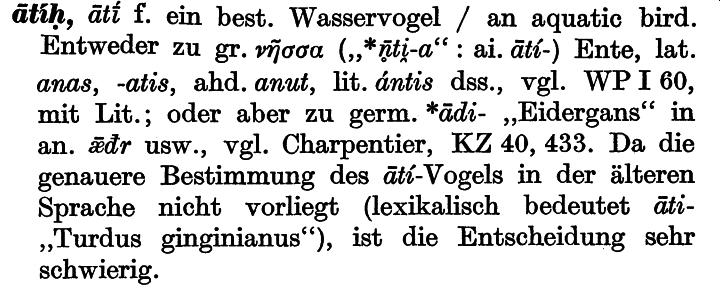 ātíḥ, ātī́ f. ein best. Wasservogel / an aquatic bird.
Entweder zu gr. νῆσσα („*n̥̄ti̯-a“ : ai. ātí-) Ente, lat.
anas, -atis, ahd. anut, lit. ántis dss., vgl. WP I 60,
mit Lit.; oder aber zu germ. *ādi- „Eidergans“ in
an. ǣđr usw., vgl. Charpentier, KZ 40, 433. Da die
genauere Bestimmung des ātí-Vogels in der älteren
Sprache nicht vorliegt (lexikalisch bedeutet āti-
„Turdus ginginianus“), ist die Entscheidung sehr
schwierig.